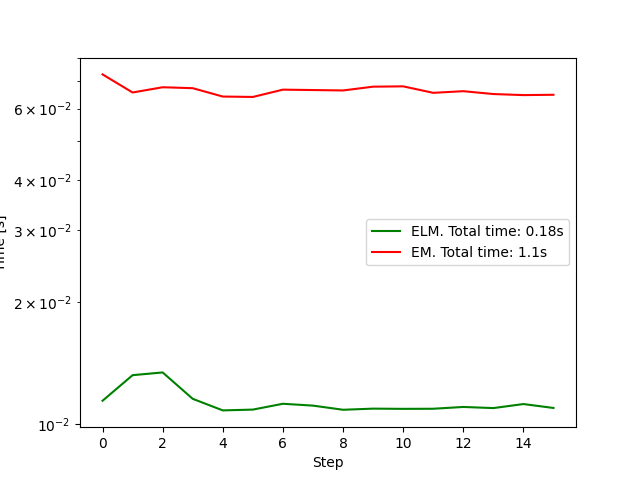 6 × 10⁻²
4 × 10⁻²
3 × 10⁻²
2 × 10⁻²
10⁻²
ELM. Total time: 0.18s
EM. Total time: 1.1s
0 2 4 6 8 10 12 14
Step